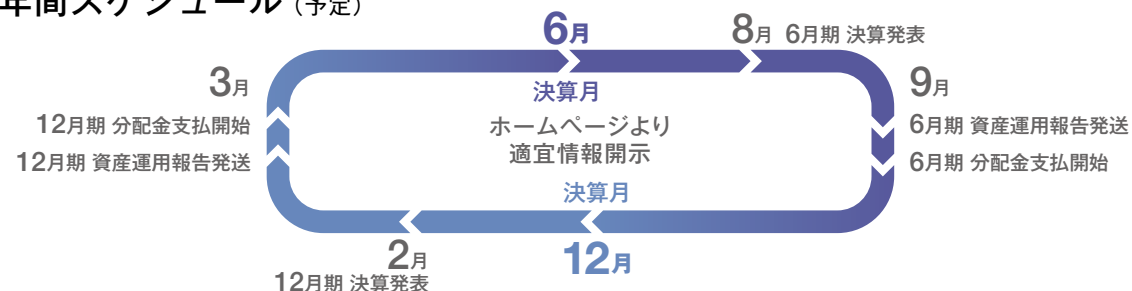 年間スケジュール（予定）
6月
8月 6月期 決算発表
3月
決算月
9月
12月期 分配金支払開始
ホームページより
6月期 資産運用報告発送
12月期 資産運用報告発送
適宜情報開示
6月期 分配金支払開始
決算月
2月
12月
12月期 決算発表